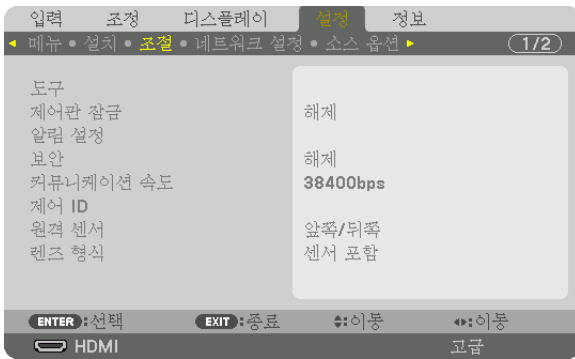 입력 조정 디스플레이 설정 정보
메뉴 • 설치 • 조절 • 네트워크 설정 • 소스 옵션 1/2
도구
제어판 잠금 해제
알림 설정
보안 해제
커뮤니케이션 속도 38400bps
제어 ID
원격 센서 앞쪽/뒤쪽
렌즈 형식 센서 포함
ENTER :선택 EXIT :종료 :이동 :이동
HDMI 고급